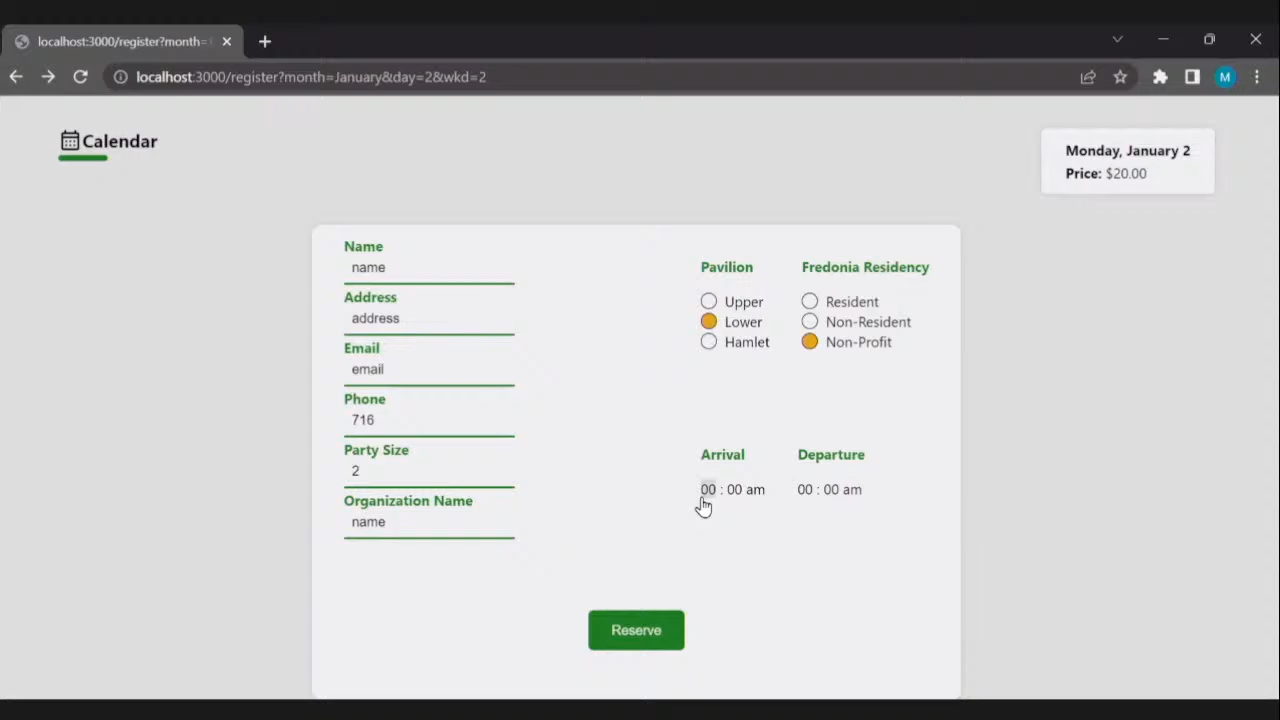 localhost:3000/register?month=
localhost:3000/register?month=January&day=2&wkd=2
M
Calendar
Monday, January 2
Price: $20.00
Name
name
Address
address
Email
email
Phone
716
Party Size
2
Organization Name
name
Pavilion
Upper
Lower
Hamlet
Fredonia Residency
Resident
Non-Resident
Non-Profit
Arrival
00 : 00 am
Departure
00 : 00 am
Reserve